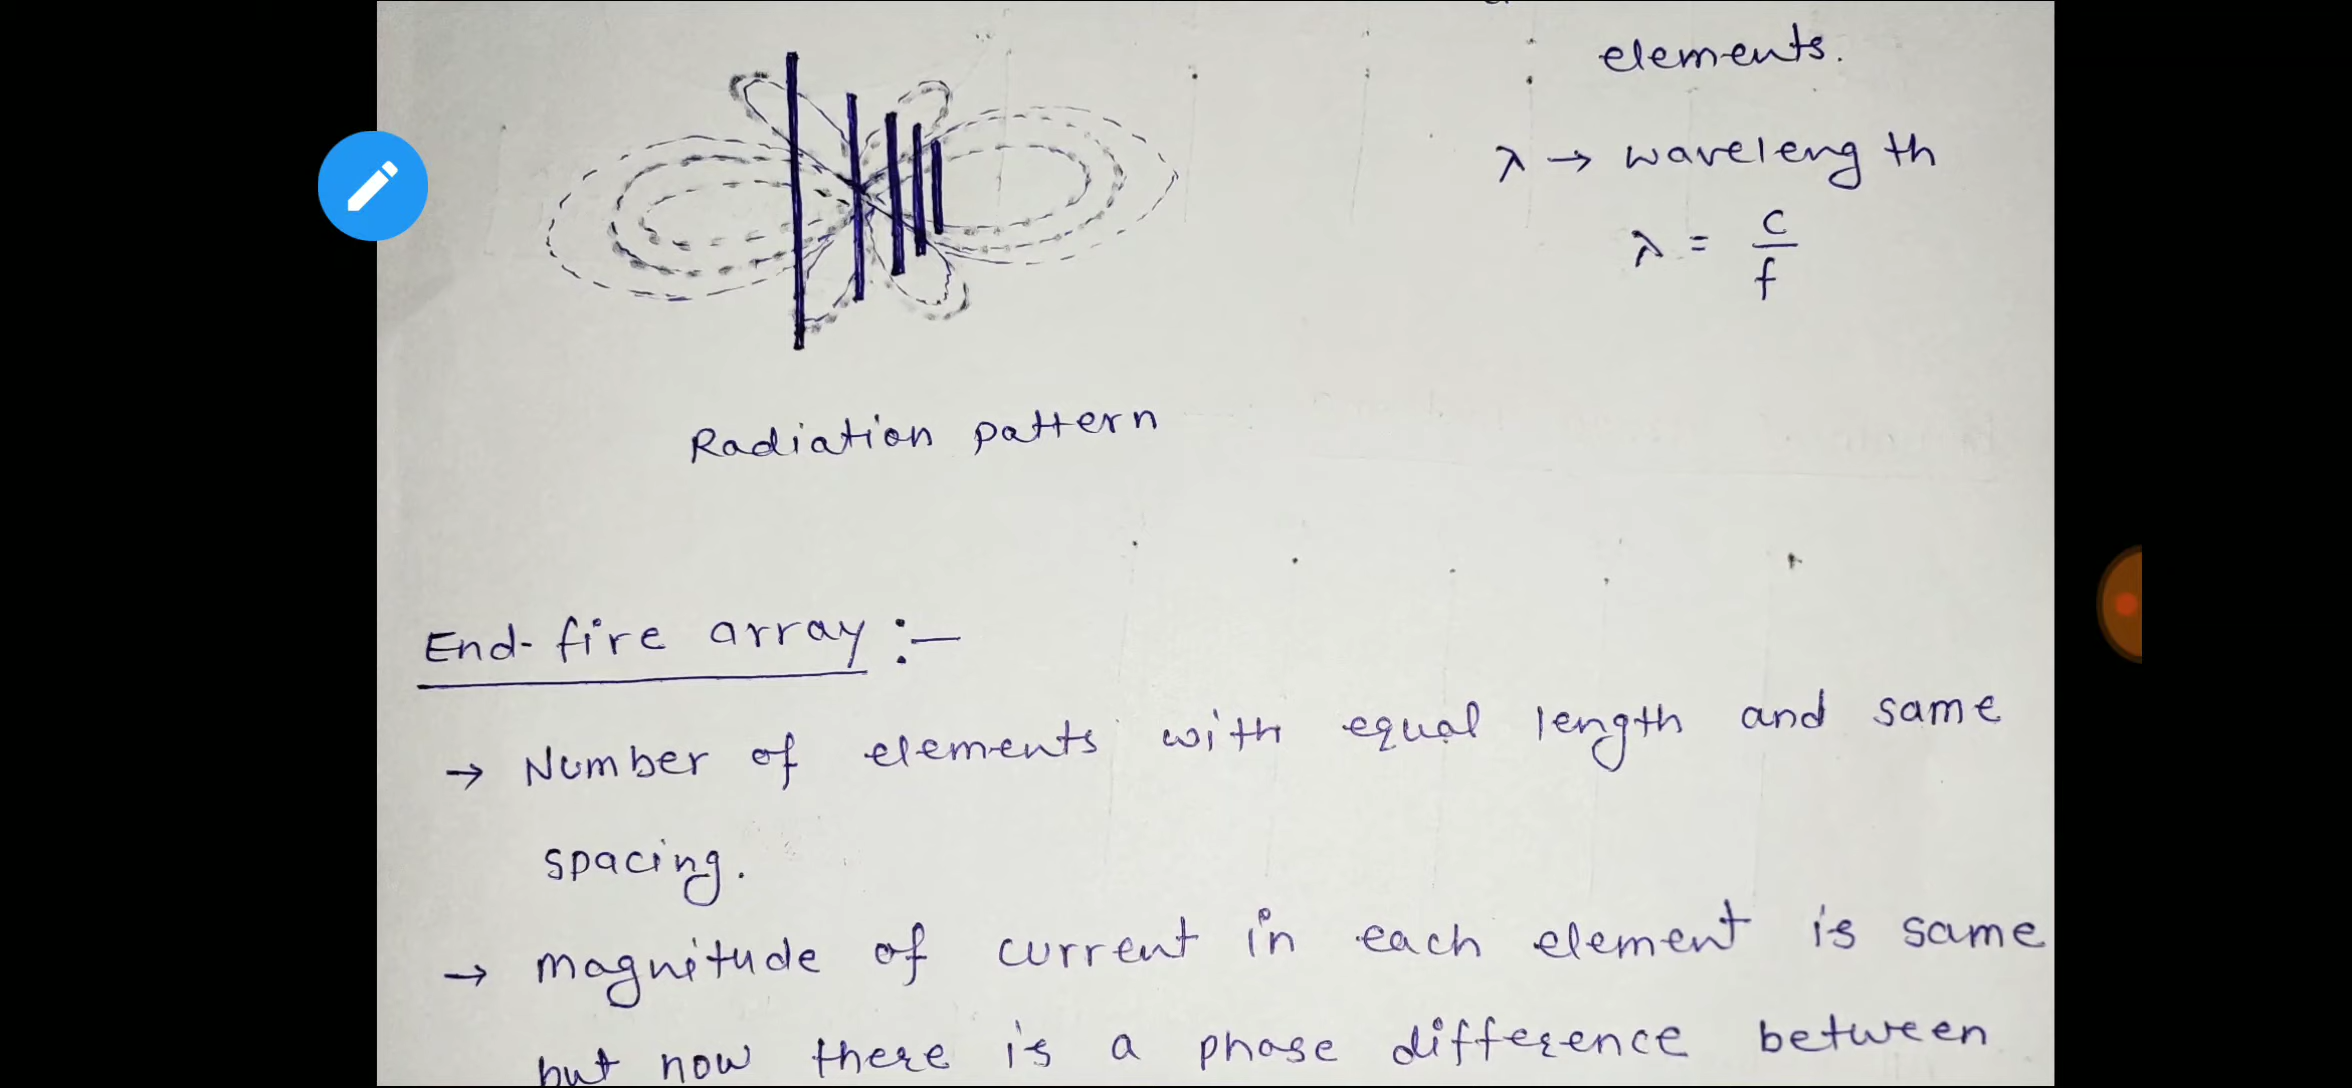 elements.
λ → wavelength
λ = c/f
Radiation pattern
End-fire array :—
→ Number of elements with equal length and same
spacing.
→ magnitude of current in each element is same
but now there is a phase difference between